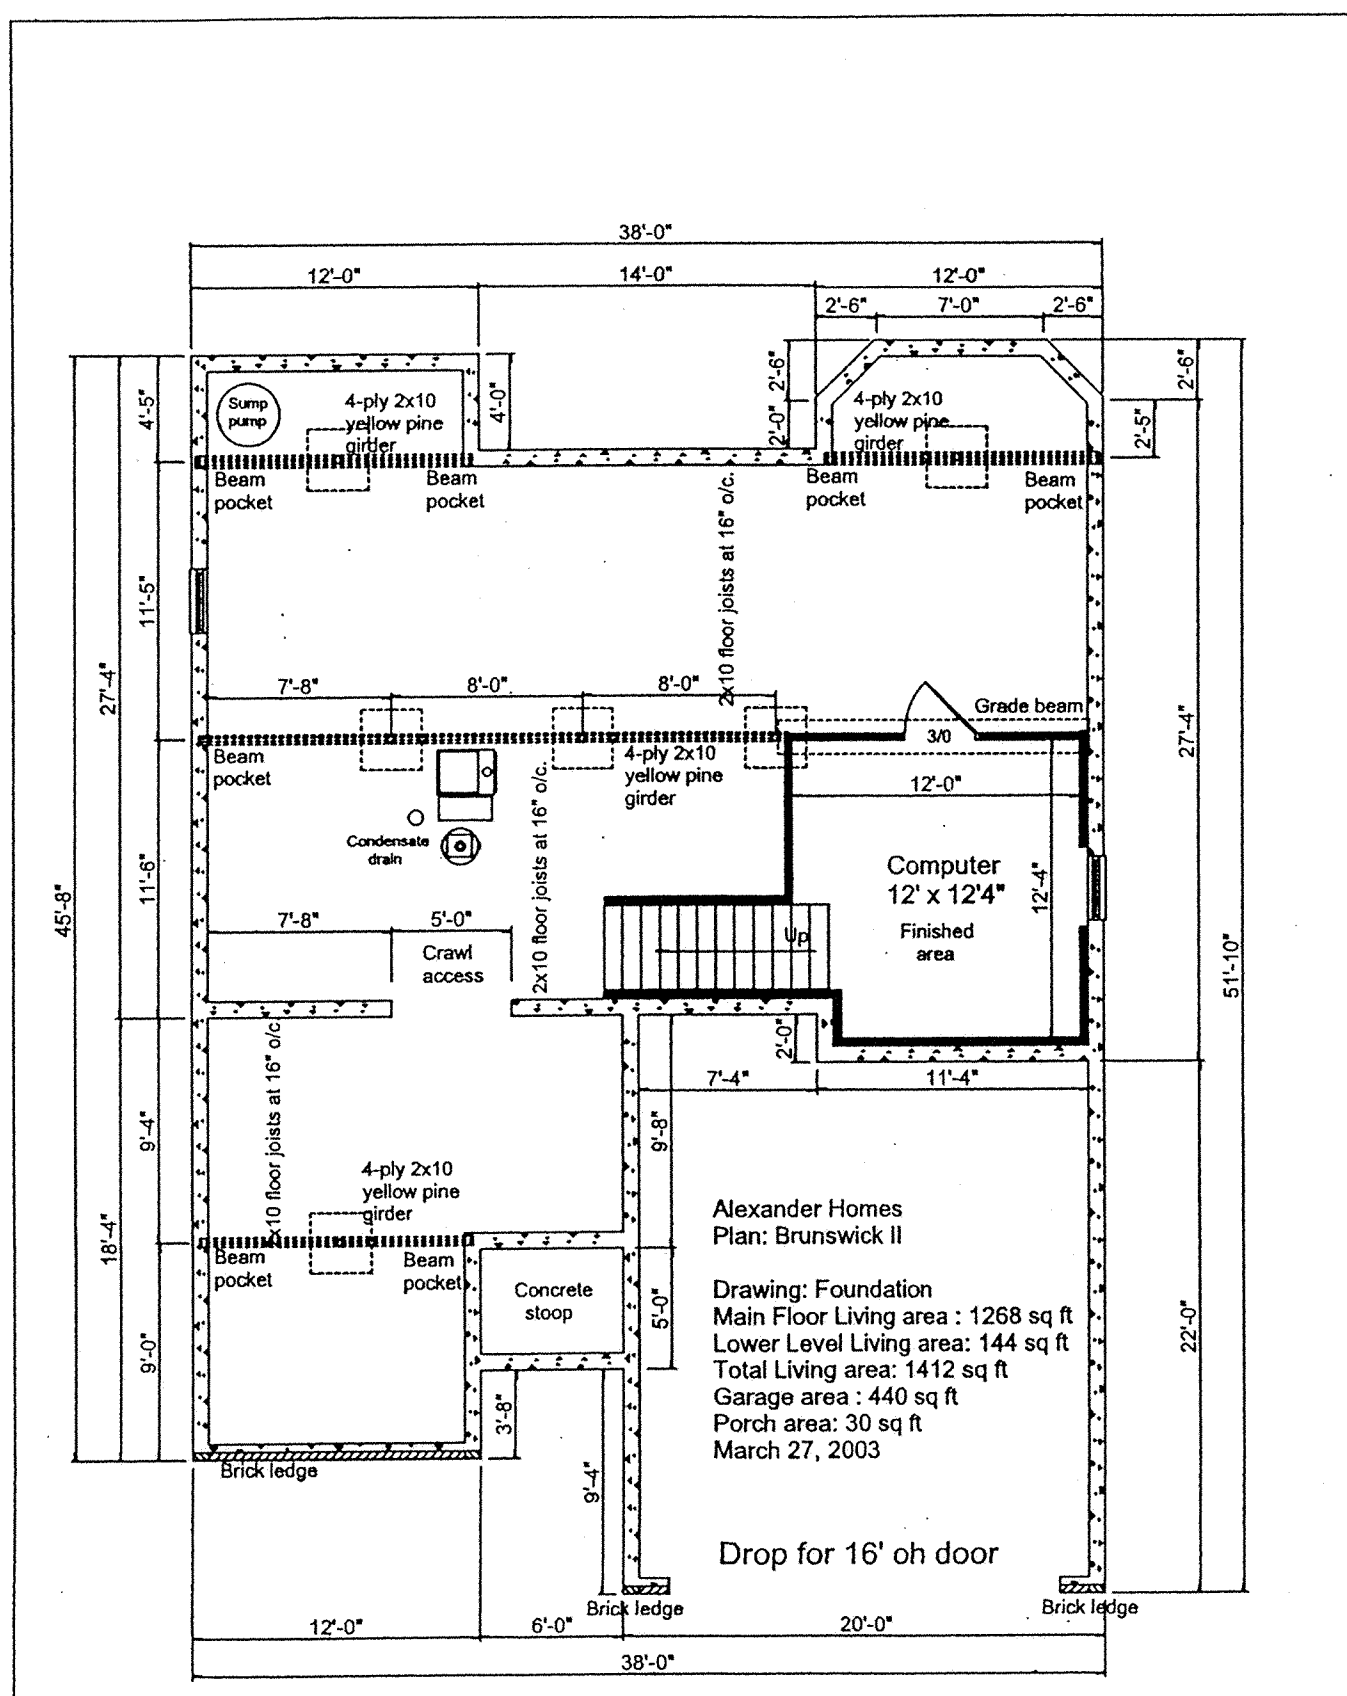 38'-0"
12'-0"
14'-0"
12'-0"
2'-6"
7'-0"
2'-6"
2'-6"
2'-0"
2'-6"
2'-5"
4'-5"
4'-0"
Sump
pump
4-ply 2x10
yellow pine
girder
4-ply 2x10
yellow pine
girder
Beam
pocket
Beam
pocket
Beam
pocket
Beam
pocket
2x10 floor joists at 16" o/c.
11'-5"
27'-4"
7'-8"
8'-0"
8'-0"
Grade beam
3/0
27'-4"
Beam
pocket
4-ply 2x10
yellow pine
girder
12'-0"
Condensate
drain
2x10 floor joists at 16" o/c.
Computer
12' x 12'4"
Finished
area
12'-4"
11'-6"
45'-8"
7'-8"
5'-0"
Crawl
access
Up
51'-10"
2x10 floor joists at 16" o/c.
2'-0"
7'-4"
11'-4"
9'-4"
9'-8"
18'-4"
4-ply 2x10
yellow pine
girder
Beam
pocket
Beam
pocket
Concrete
stoop
5'-0"
Alexander Homes
Plan: Brunswick II
Drawing: Foundation
Main Floor Living area : 1268 sq ft
Lower Level Living area: 144 sq ft
Total Living area: 1412 sq ft
Garage area : 440 sq ft
Porch area: 30 sq ft
March 27, 2003
22'-0"
9'-0"
3'-8"
Brick ledge
9'-4"
Drop for 16' oh door
Brick ledge
Brick ledge
12'-0"
6'-0"
20'-0"
38'-0"